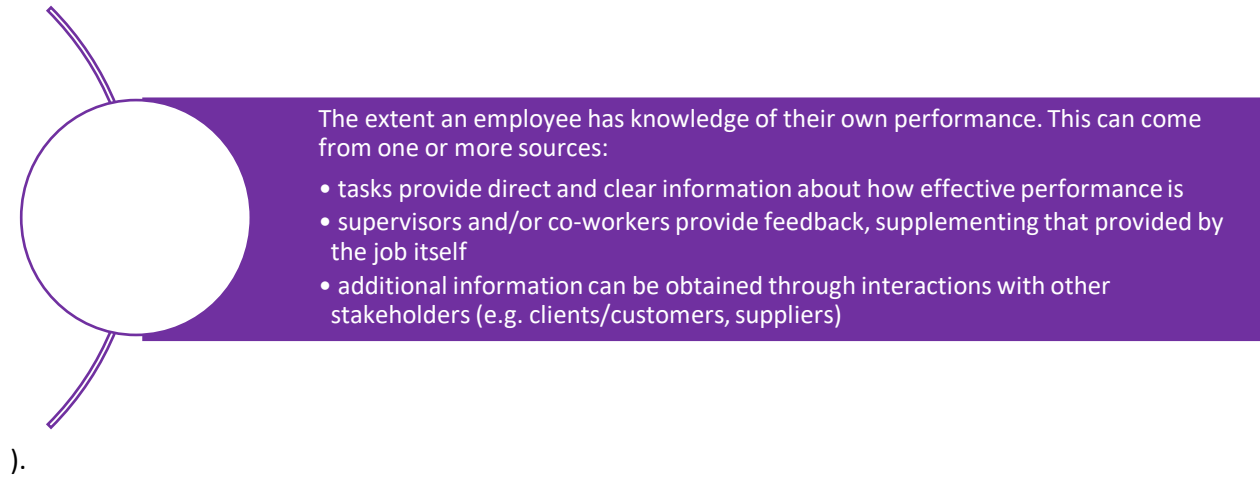 The extent an employee has knowledge of their own performance. This can come
from one or more sources:
• tasks provide direct and clear information about how effective performance is
• supervisors and/or co-workers provide feedback, supplementing that provided by
the job itself
• additional information can be obtained through interactions with other
stakeholders (e.g. clients/customers, suppliers)
).